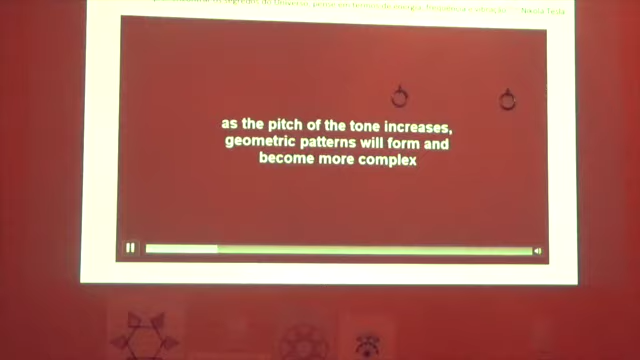 Nikola Tesla
as the pitch of the tone increases,
geometric patterns will form and
become more complex